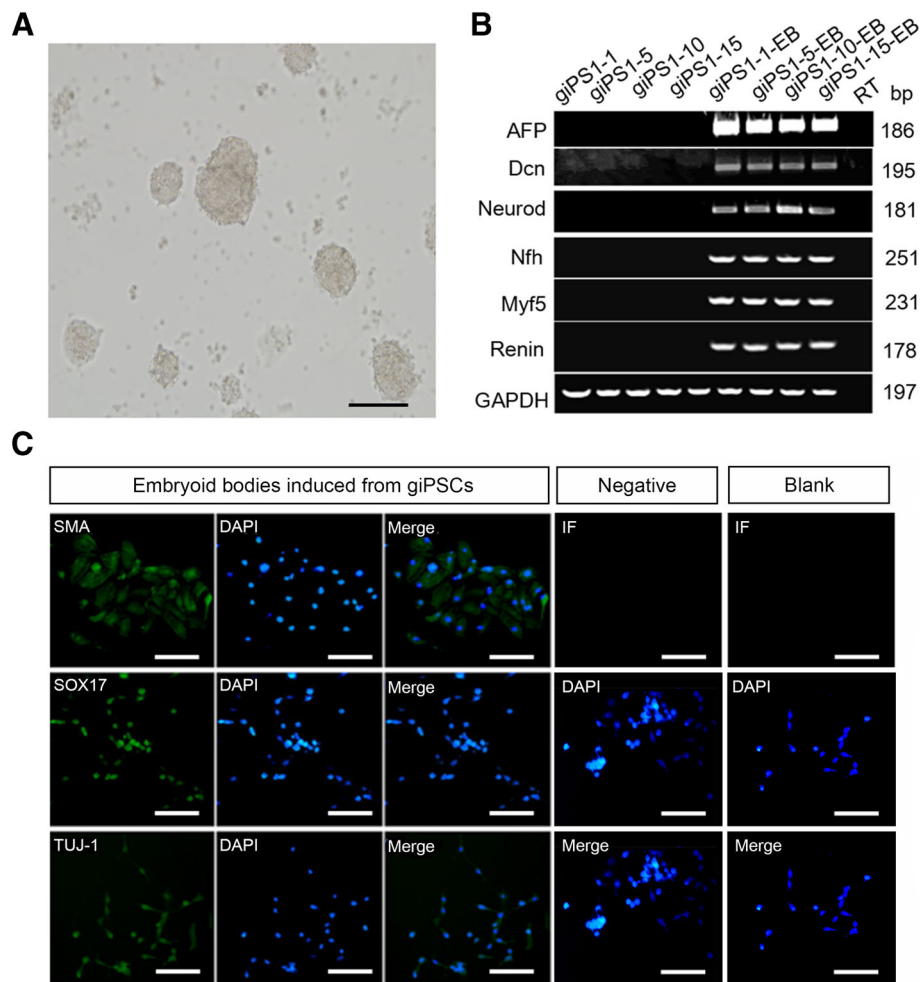 A
B
giPS1-1
giPS1-5
giPS1-10
giPS1-15
giPS1-1-EB
giPS1-5-EB
giPS1-10-EB
giPS1-15-EB
RT
bp
AFP 186
Dcn 195
Neurod 181
Nfh 251
Myf5 231
Renin 178
GAPDH 197
C
Embryoid bodies induced from giPSCs Negative Blank
SMA DAPI Merge IF IF
SOX17 DAPI Merge DAPI DAPI
TUJ-1 DAPI Merge Merge Merge